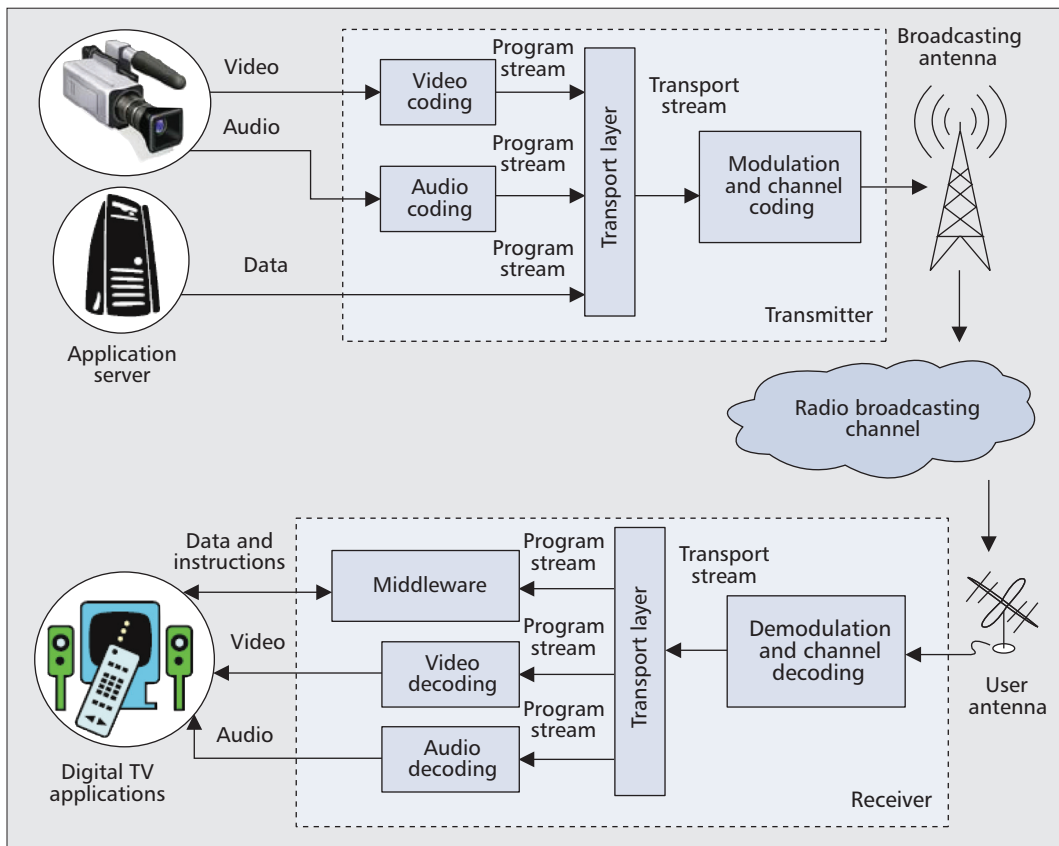 Video
Audio
Data
Application
server
Program
stream
Video
coding
Program
stream
Audio
coding
Program
stream
Transport layer
Transport
stream
Modulation
and channel
coding
Transmitter
Broadcasting
antenna
Radio broadcasting
channel
Data and
instructions
Video
Audio
Digital TV
applications
Middleware
Program
stream
Video
decoding
Program
stream
Audio
decoding
Program
stream
Transport layer
Transport
stream
Demodulation
and channel
decoding
Receiver
User
antenna